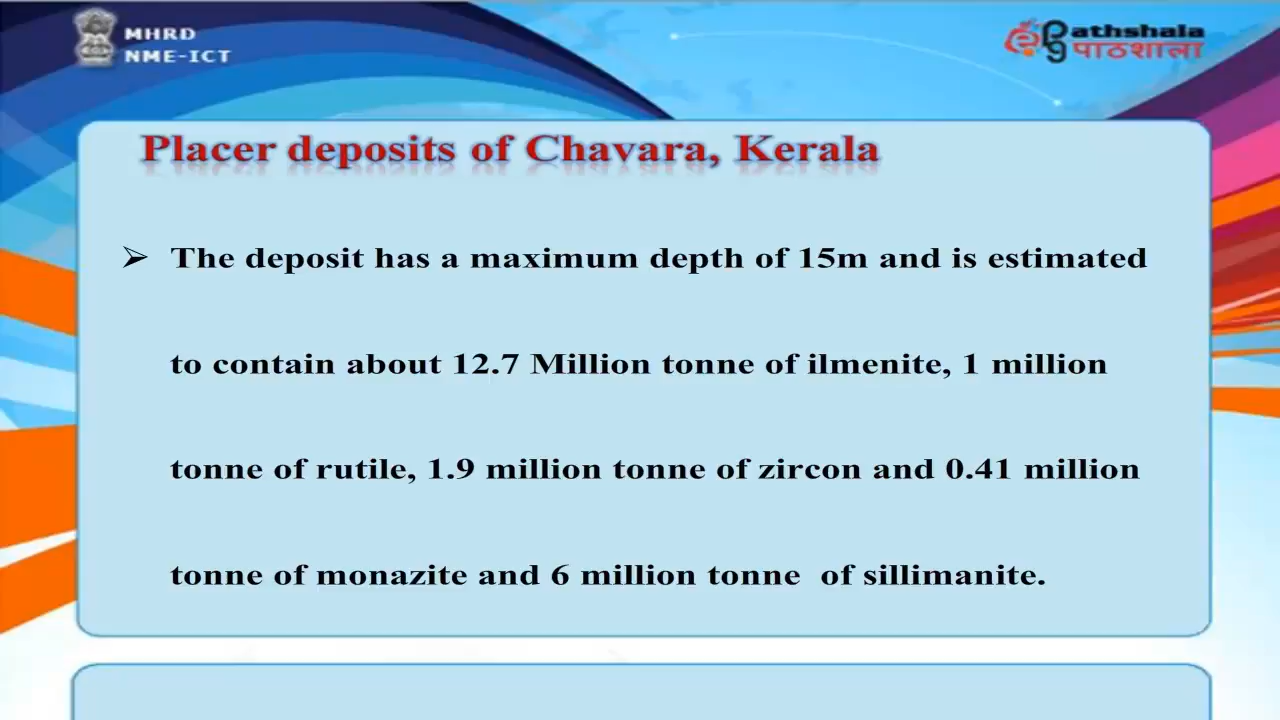 MHRD
NME-ICT
epg Pathshala
पाठशाला
Placer deposits of Chavara, Kerala
➢ The deposit has a maximum depth of 15m and is estimated
to contain about 12.7 Million tonne of ilmenite, 1 million
tonne of rutile, 1.9 million tonne of zircon and 0.41 million
tonne of monazite and 6 million tonne of sillimanite.